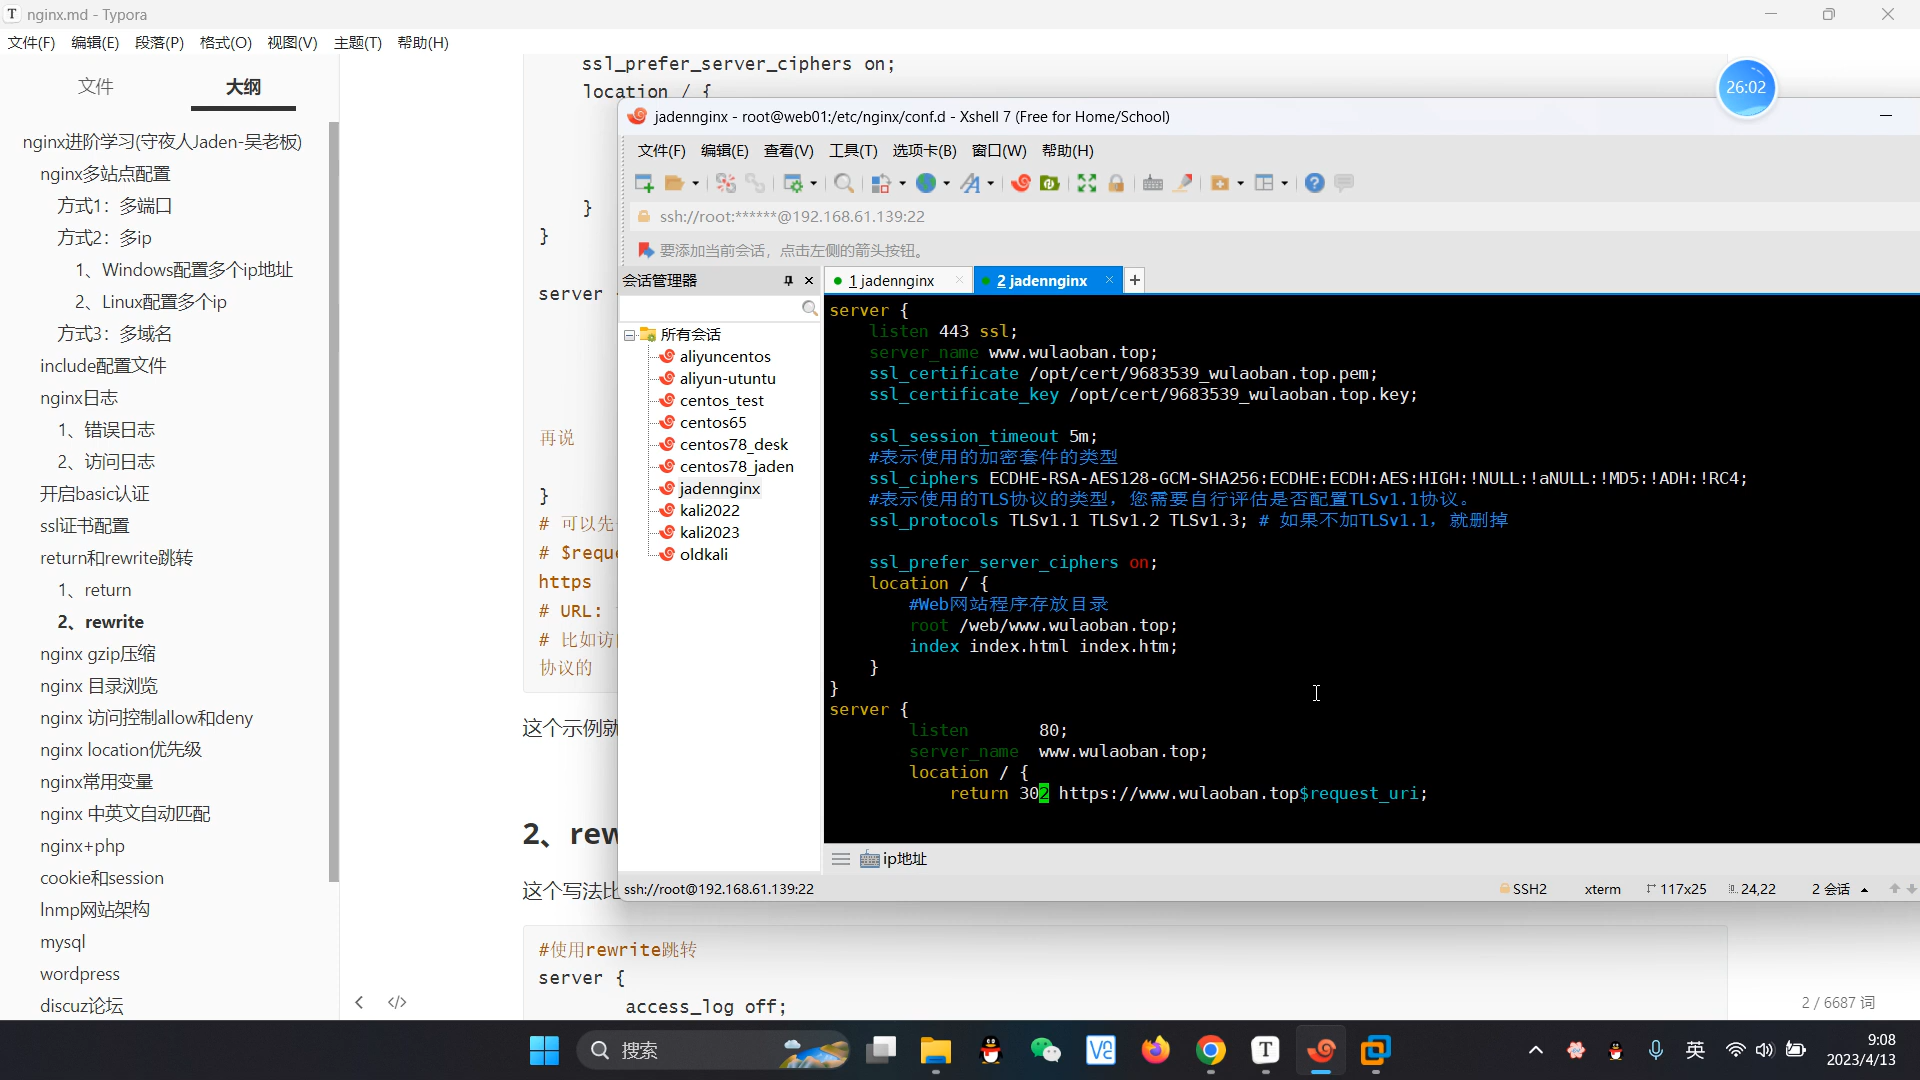 nginx.md - Typora
文件(F) 编辑(E) 段落(P) 格式(O) 视图(V) 主题(T) 帮助(H)
文件 大纲
nginx进阶学习(守夜人Jaden-吴老板)
nginx多站点配置
方式1：多端口
方式2：多ip
1、Windows配置多个ip地址
2、Linux配置多个ip
方式3：多域名
include配置文件
nginx日志
1、错误日志
2、访问日志
开启basic认证
ssl证书配置
return和rewrite跳转
1、return
2、rewrite
nginx gzip压缩
nginx 目录浏览
nginx 访问控制allow和deny
nginx location优先级
nginx常用变量
nginx 中英文自动匹配
nginx+php
cookie和session
lnmp网站架构
mysql
wordpress
discuz论坛
ssl_prefer_server_ciphers on;
location / {
}
}
server
再说
}
# 可以先
# $requ
https
# URL:
# 比如访
协议的
这个示例就
2、rew
这个写法比
#使用rewrite跳转
server {
access_log off;
2 / 6687 词
26:02
jadennginx - root@web01:/etc/nginx/conf.d - Xshell 7 (Free for Home/School)
文件(F) 编辑(E) 查看(V) 工具(T) 选项卡(B) 窗口(W) 帮助(H)
ssh://root:******@192.168.61.139:22
要添加当前会话，点击左侧的箭头按钮。
会话管理器
1 jadennginx 2 jadennginx
所有会话
aliyuncentos
aliyun-utuntu
centos_test
centos65
centos78_desk
centos78_jaden
jadennginx
kali2022
kali2023
oldkali
server {
listen 443 ssl;
server_name www.wulaoban.top;
ssl_certificate /opt/cert/9683539_wulaoban.top.pem;
ssl_certificate_key /opt/cert/9683539_wulaoban.top.key;
ssl_session_timeout 5m;
#表示使用的加密套件的类型
ssl_ciphers ECDHE-RSA-AES128-GCM-SHA256:ECDHE:ECDH:AES:HIGH:!NULL:!aNULL:!MD5:!ADH:!RC4;
#表示使用的TLS协议的类型，您需要自行评估是否配置TLSv1.1协议。
ssl_protocols TLSv1.1 TLSv1.2 TLSv1.3; # 如果不加TLSv1.1，就删掉
ssl_prefer_server_ciphers on;
location / {
#Web网站程序存放目录
root /web/www.wulaoban.top;
index index.html index.htm;
}
}
server {
listen 80;
server_name www.wulaoban.top;
location / {
return 302 https://www.wulaoban.top$request_uri;
ip地址
ssh://root@192.168.61.139:22 SSH2 xterm 117x25 24,22 2 会话
搜索
英
9:08
2023/4/13